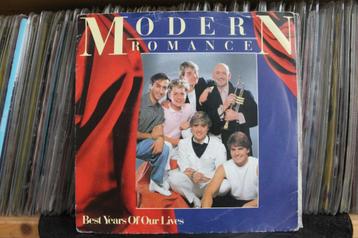 MODERN
ROMANCE
Best Years Of Our Lives